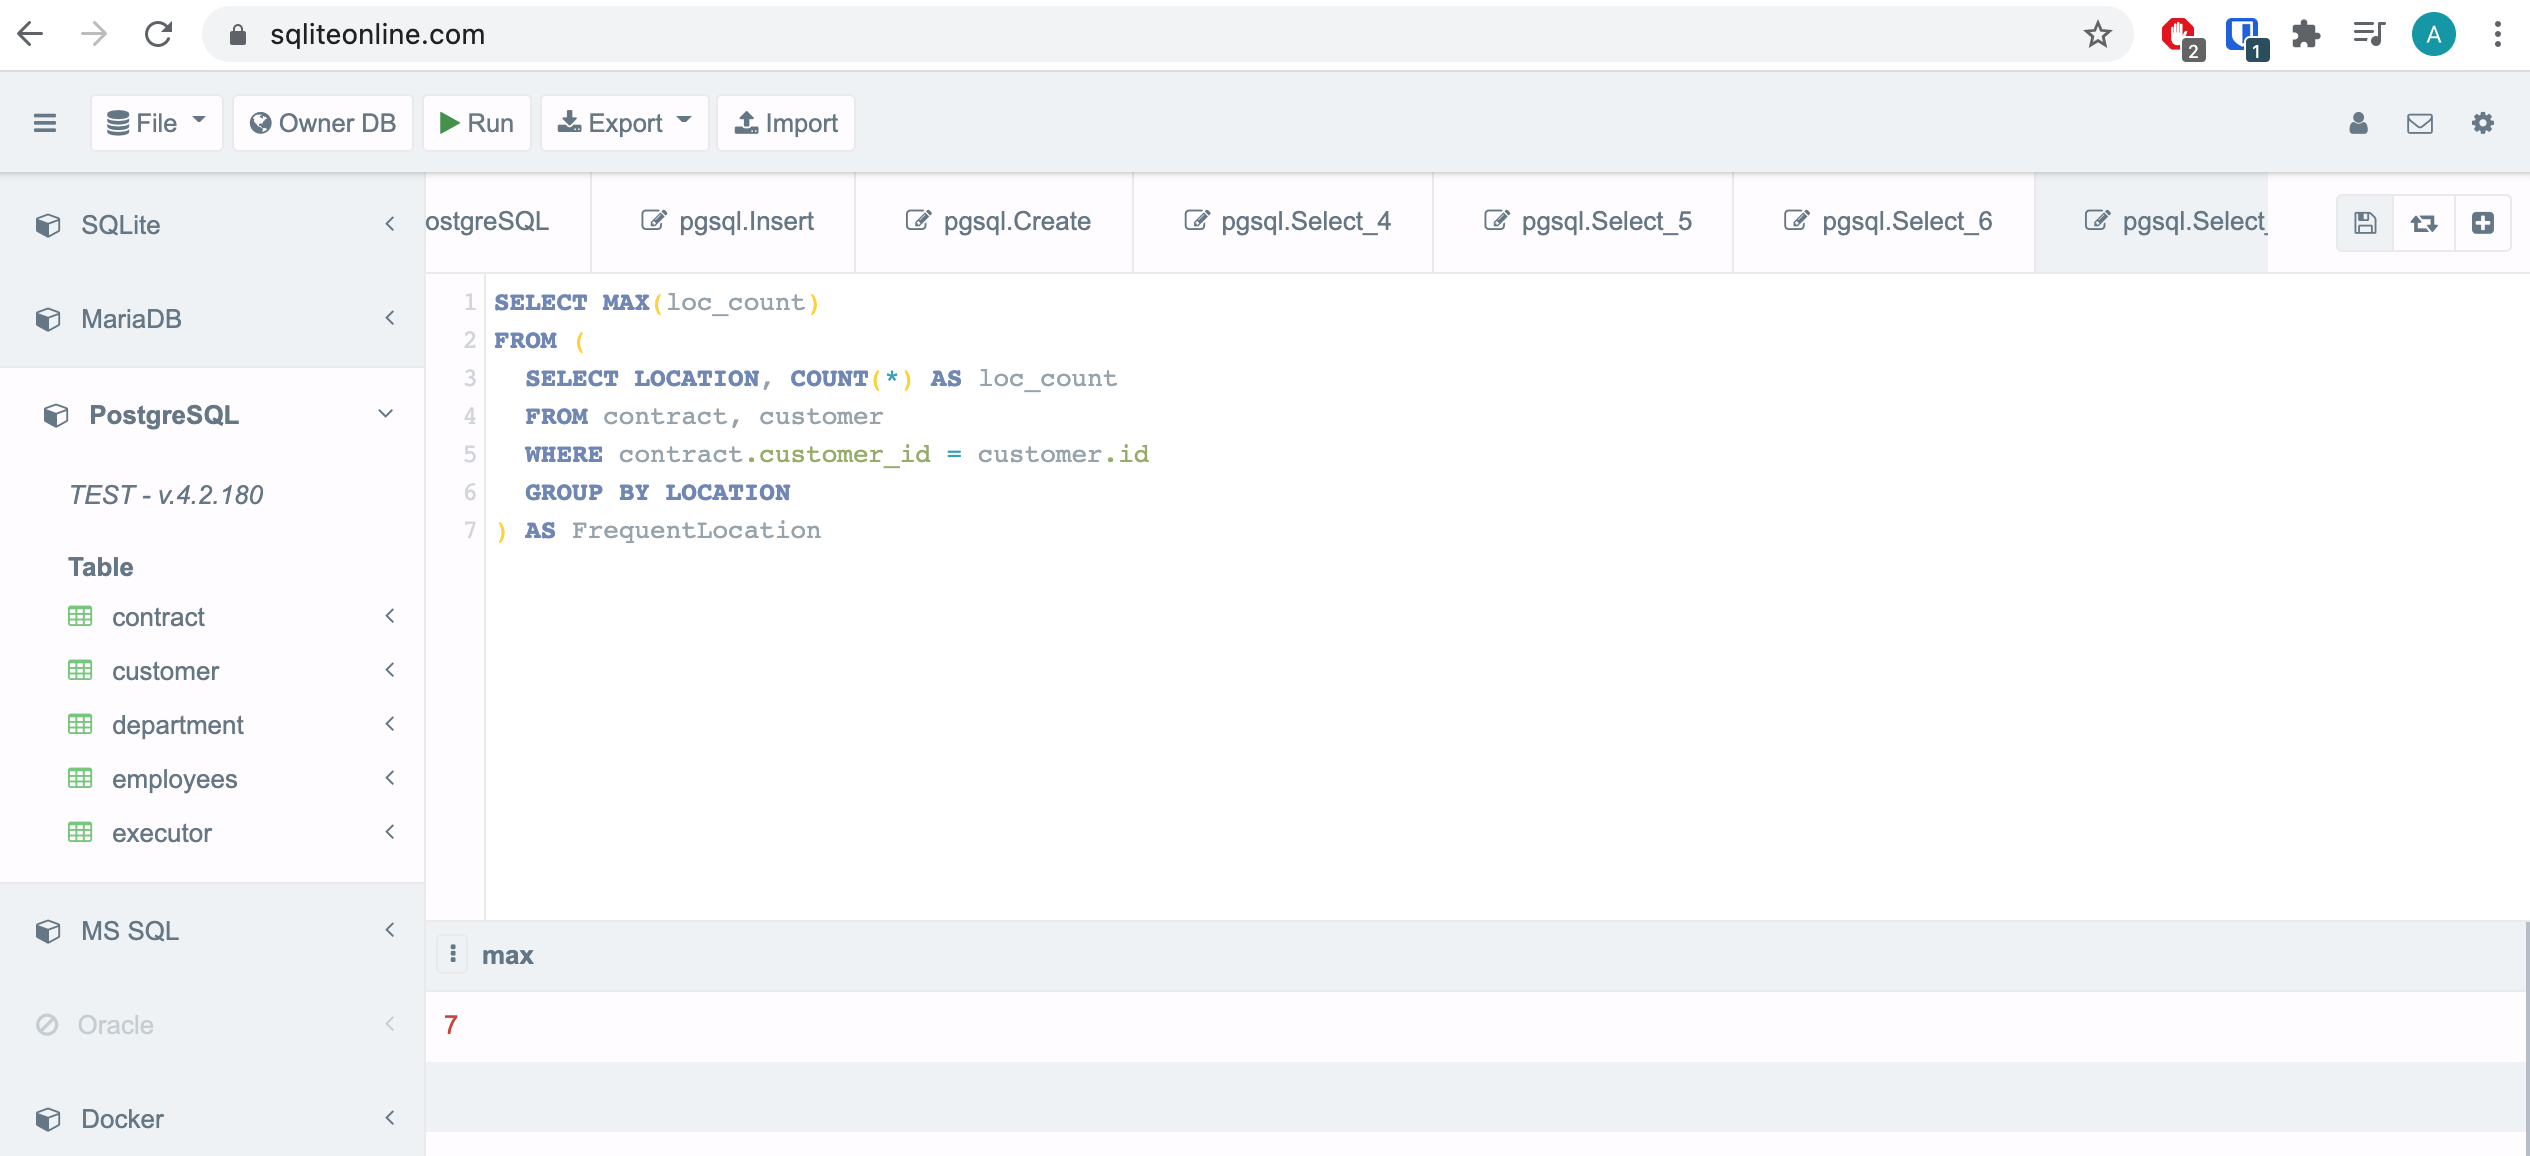 sqliteonline.com
2
1
A
File
Owner DB
Run
Export
Import
SQLite
MariaDB
PostgreSQL
TEST - v.4.2.180
Table
contract
customer
department
employees
executor
MS SQL
Oracle
Docker
ostgreSQL
pgsql.Insert
pgsql.Create
pgsql.Select_4
pgsql.Select_5
pgsql.Select_6
pgsql.Select_
1 SELECT MAX(loc_count)
2 FROM (
3 SELECT LOCATION, COUNT(*) AS loc_count
4 FROM contract, customer
5 WHERE contract.customer_id = customer.id
6 GROUP BY LOCATION
7 ) AS FrequentLocation
max
7